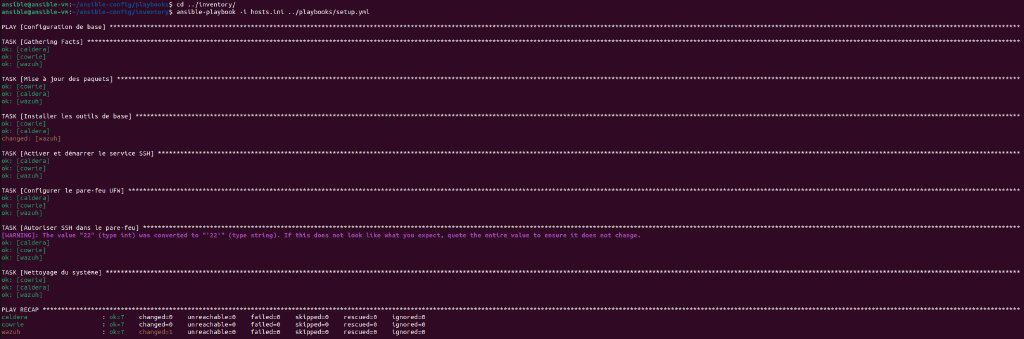 ansible@ansible-vm:~/ansible-config/playbooks$ cd ../inventory/
ansible@ansible-vm:~/ansible-config/inventory$ ansible-playbook -i hosts.ini ../playbooks/setup.yml
PLAY [Configuration de base] ***
TASK [Gathering Facts] ***
ok: [caldera]
ok: [cowrie]
ok: [wazuh]
TASK [Mise à jour des paquets] ***
ok: [cowrie]
ok: [caldera]
ok: [wazuh]
TASK [Installer les outils de base] ***
ok: [cowrie]
ok: [caldera]
changed: [wazuh]
TASK [Activer et démarrer le service SSH] ***
ok: [caldera]
ok: [cowrie]
ok: [wazuh]
TASK [Configurer le pare-feu UFW] ***
ok: [caldera]
ok: [cowrie]
ok: [wazuh]
TASK [Autoriser SSH dans le pare-feu] ***
[WARNING]: The value "22" (type int) was converted to "'22'" (type string). If this does not look like what you expect, quote the entire value to ensure it does not change.
ok: [caldera]
ok: [cowrie]
ok: [wazuh]
TASK [Nettoyage du système] ***
ok: [cowrie]
ok: [caldera]
ok: [wazuh]
PLAY RECAP ***
caldera : ok=7 changed=0 unreachable=0 failed=0 skipped=0 rescued=0 ignored=0
cowrie : ok=7 changed=0 unreachable=0 failed=0 skipped=0 rescued=0 ignored=0
wazuh : ok=7 changed=1 unreachable=0 failed=0 skipped=0 rescued=0 ignored=0